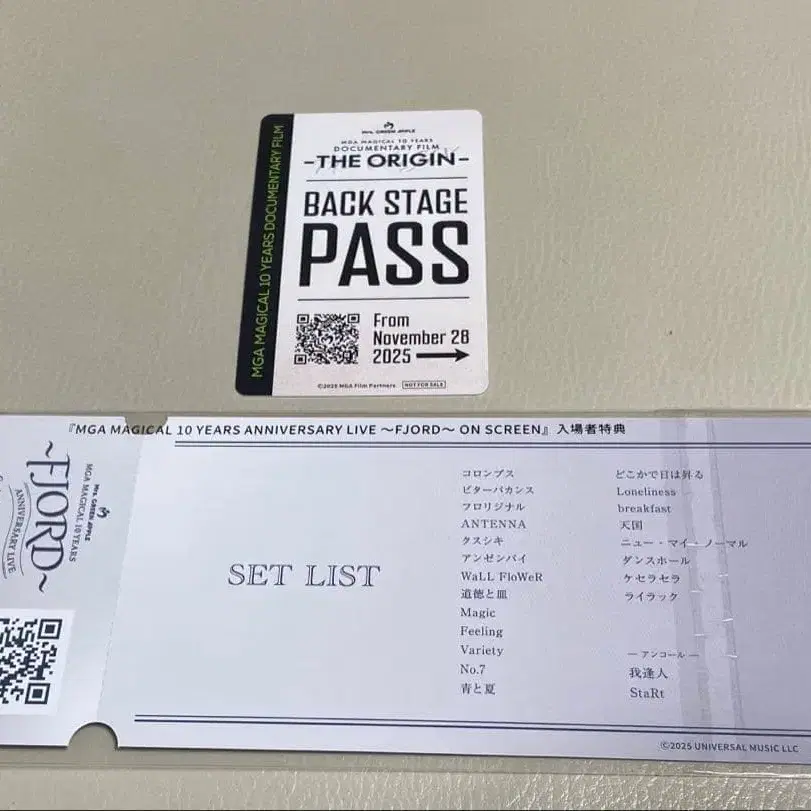 MGA MAGICAL 10 YEARS DOCUMENTARY FILM
Mrs. GREEN APPLE
MGA MAGICAL 10 YEARS
DOCUMENTARY FILM
-THE ORIGIN-
BACK STAGE
PASS
From
November 28
2025
©2025 MGA Film Partners
NOT FOR SALE
『MGA MAGICAL 10 YEARS ANNIVERSARY LIVE ～FJORD～ ON SCREEN』入場者特典
Mrs. GREEN APPLE
MGA MAGICAL 10 YEARS
～FJORD～
ANNIVERSARY LIVE
SET LIST
コロンブス
ビターバカンス
フロリジナル
ANTENNA
クスシキ
アンゼンパイ
WaLL FloWeR
道徳と皿
Magic
Feeling
Variety
No.7
青と夏
どこかで日は昇る
Loneliness
breakfast
天国
ニュー・マイ・ノーマル
ダンスホール
ケセラセラ
ライラック
― アンコール ―
我逢人
StaRt
©2025 UNIVERSAL MUSIC LLC